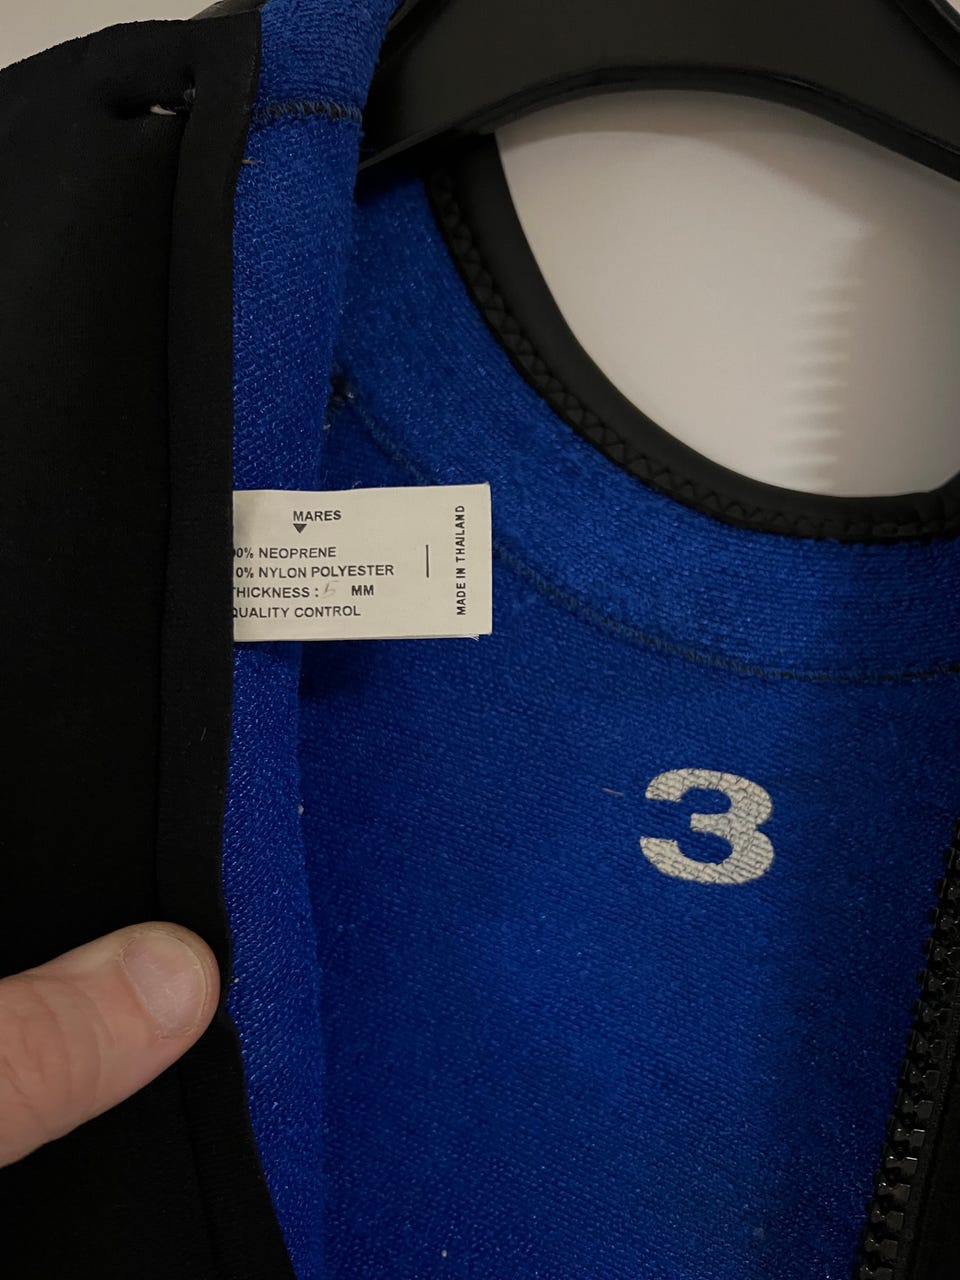 MARES
0% NEOPRENE
0% NYLON POLYESTER
THICKNESS : 5 MM
QUALITY CONTROL
MADE IN THAILAND
3